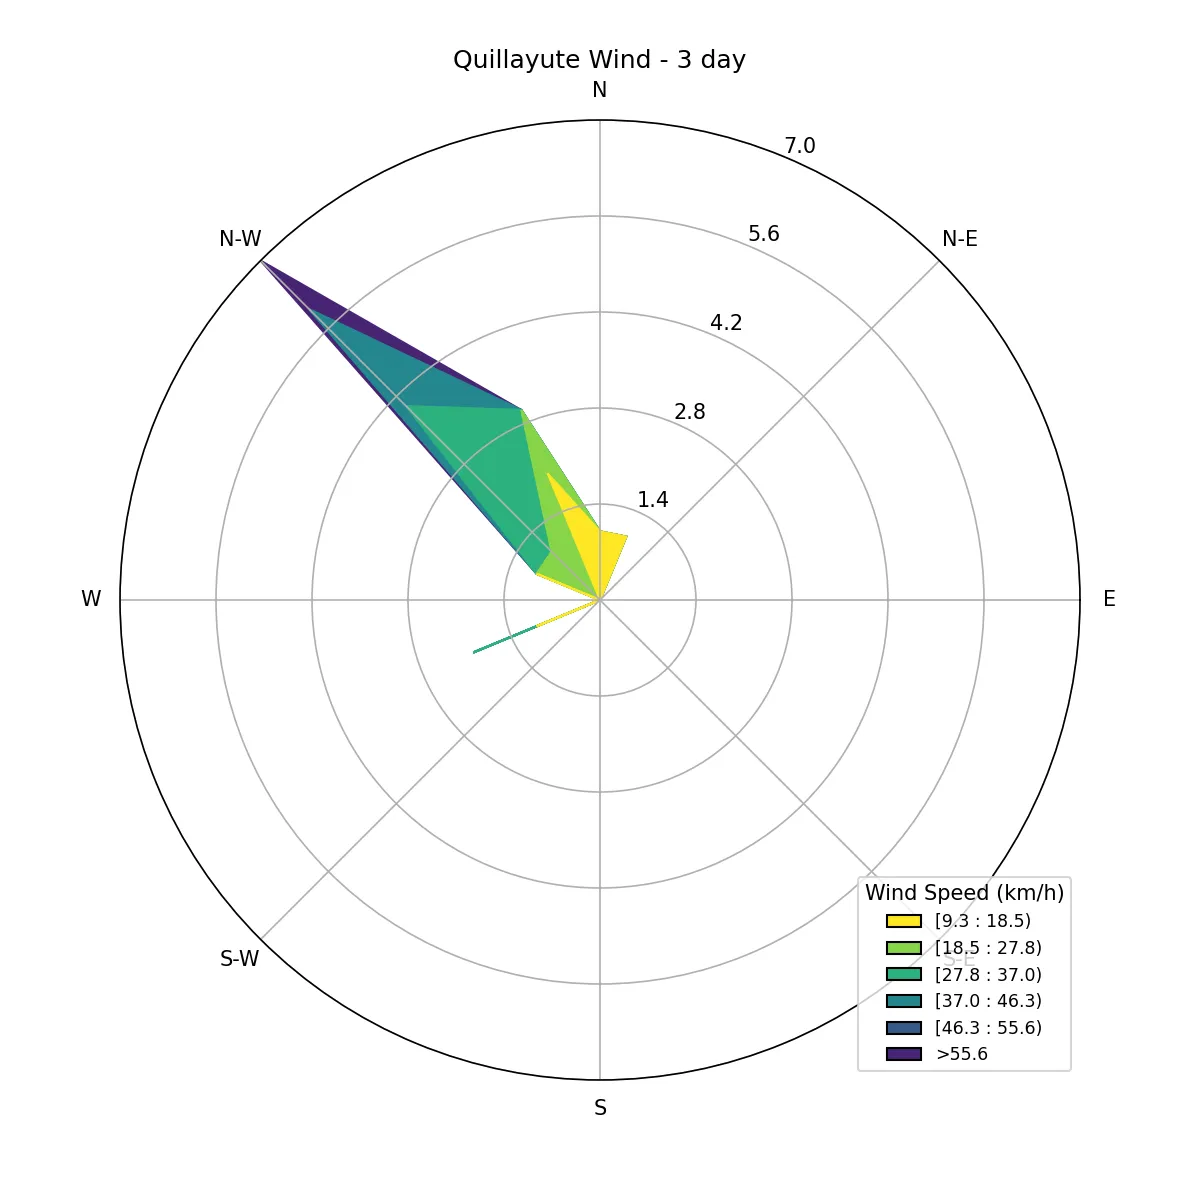 Quillayute Wind - 3 day
N
7.0
N-W
N-E
5.6
4.2
2.8
1.4
W
E
S-W
S-E
S
Wind Speed (km/h)
[9.3 : 18.5)
[18.5 : 27.8)
[27.8 : 37.0)
[37.0 : 46.3)
[46.3 : 55.6)
>55.6